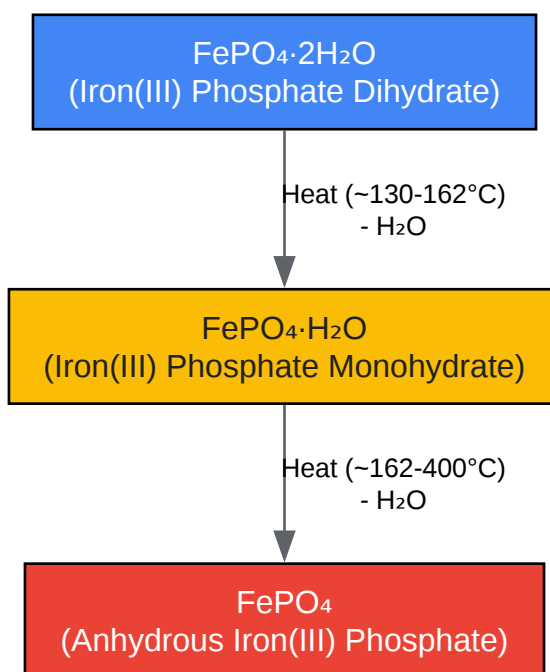 FePO₄·2H₂O
(Iron(III) Phosphate Dihydrate)
Heat (~130-162°C)
- H₂O
FePO₄·H₂O
(Iron(III) Phosphate Monohydrate)
Heat (~162-400°C)
- H₂O
FePO₄
(Anhydrous Iron(III) Phosphate)